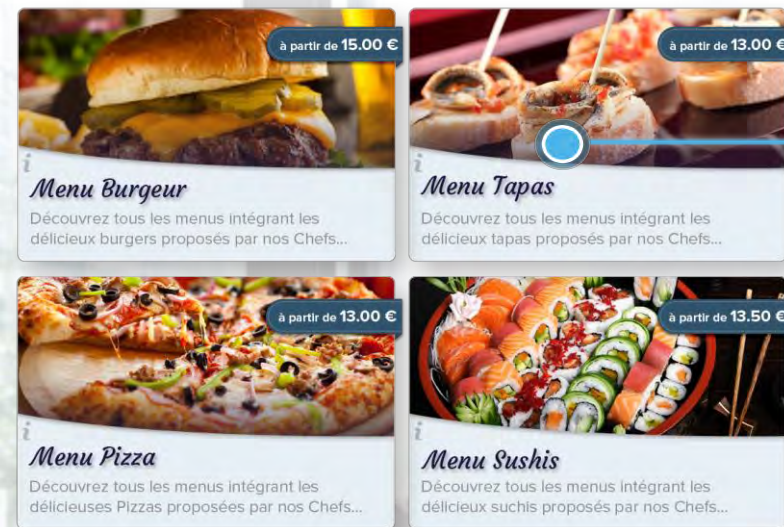 à partir de 15.00 €
Menu Burgeur
Découvrez tous les menus intégrant les
délicieux burgers proposés par nos Chefs...
à partir de 13.00 €
Menu Tapas
Découvrez tous les menus intégrant les
délicieux tapas proposés par nos Chefs...
à partir de 13.00 €
Menu Pizza
Découvrez tous les menus intégrant les
délicieuses Pizzas proposées par nos Chefs...
à partir de 13.50 €
Menu Sushis
Découvrez tous les menus intégrant les
délicieux suchis proposés par nos Chefs...